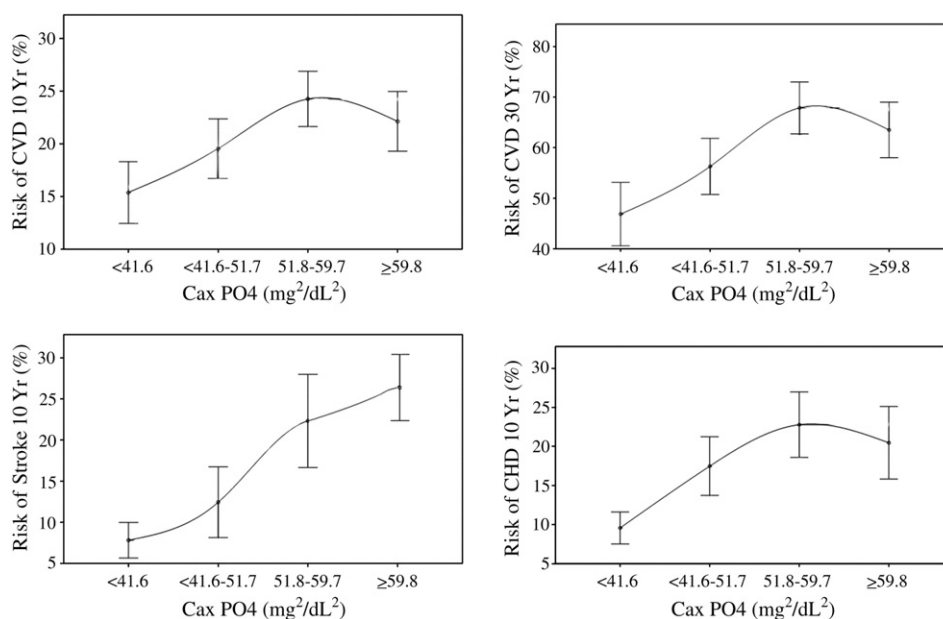 Risk of CVD 10 Yr (%)
30
25
20
15
10
<41.6 <41.6-51.7 51.8-59.7 ≥59.8
Cax PO4 (mg²/dL²)
Risk of CVD 30 Yr (%)
80
70
60
50
40
<41.6 <41.6-51.7 51.8-59.7 ≥59.8
Cax PO4 (mg²/dL²)
Risk of Stroke 10 Yr (%)
30
25
20
15
10
5
<41.6 <41.6-51.7 51.8-59.7 ≥59.8
Cax PO4 (mg²/dL²)
Risk of CHD 10 Yr (%)
30
25
20
15
10
5
<41.6 <41.6-51.7 51.8-59.7 ≥59.8
Cax PO4 (mg²/dL²)